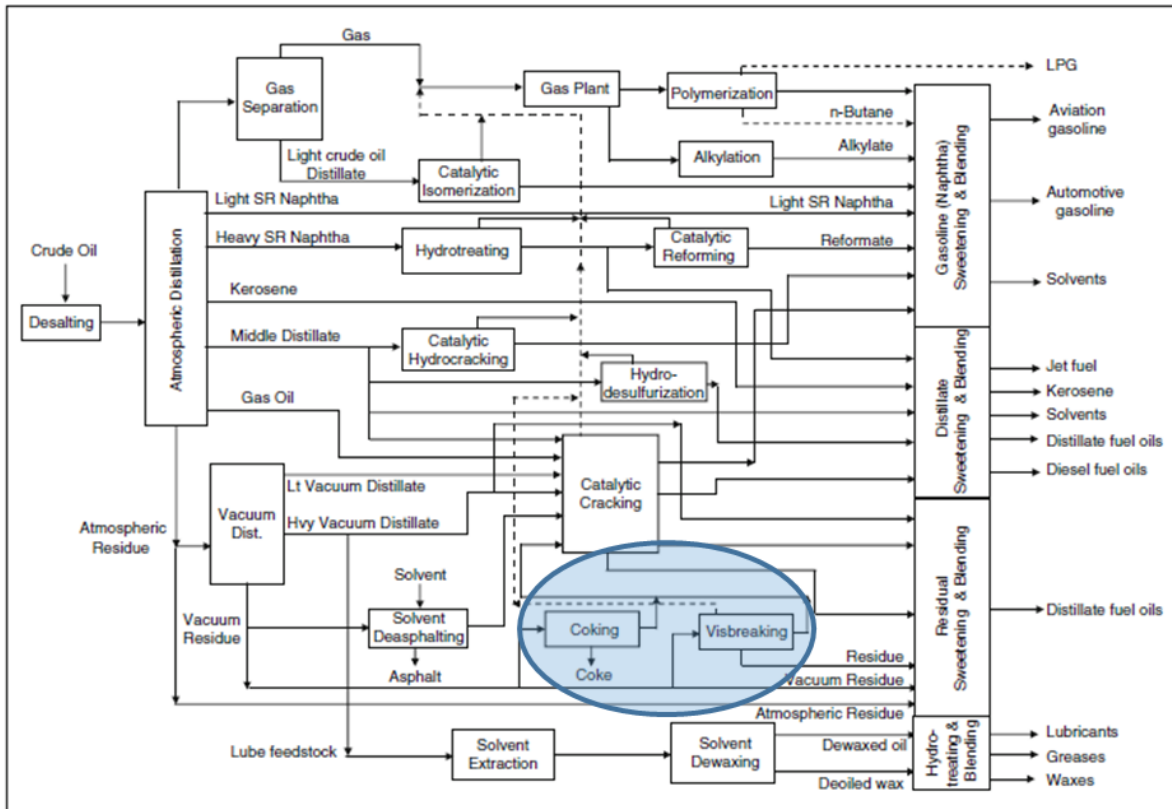 Gas
LPG
Gas
Separation
Gas Plant
Polymerization
n-Butane
Aviation
gasoline
Light crude oil
Distillate
Catalytic
Isomerization
Alkylation
Alkylate
Light SR Naphtha
Light SR Naphtha
Automotive
gasoline
Crude Oil
Heavy SR Naphtha
Hydrotreating
Catalytic
Reforming
Reformate
Gasoline (Naphtha)
Sweetening & Blending
Desalting
Atmospheric Distillation
Kerosene
Solvents
Middle Distillate
Catalytic
Hydrocracking
Hydro-
desulfurization
Distillate
Sweetening & Blending
Jet fuel
Kerosene
Solvents
Distillate fuel oils
Diesel fuel oils
Gas Oil
Catalytic
Cracking
Lt Vacuum Distillate
Vacuum
Dist.
Hvy Vacuum Distillate
Atmospheric
Residue
Solvent
Vacuum
Residue
Solvent
Deasphalting
Asphalt
Coking
Coke
Visbreaking
Residue
Vacuum Residue
Atmospheric Residue
Residual
Sweetening & Blending
Distillate fuel oils
Lube feedstock
Solvent
Extraction
Solvent
Dewaxing
Dewaxed oil
Deoiled wax
Hydro-
treating &
Blending
Lubricants
Greases
Waxes